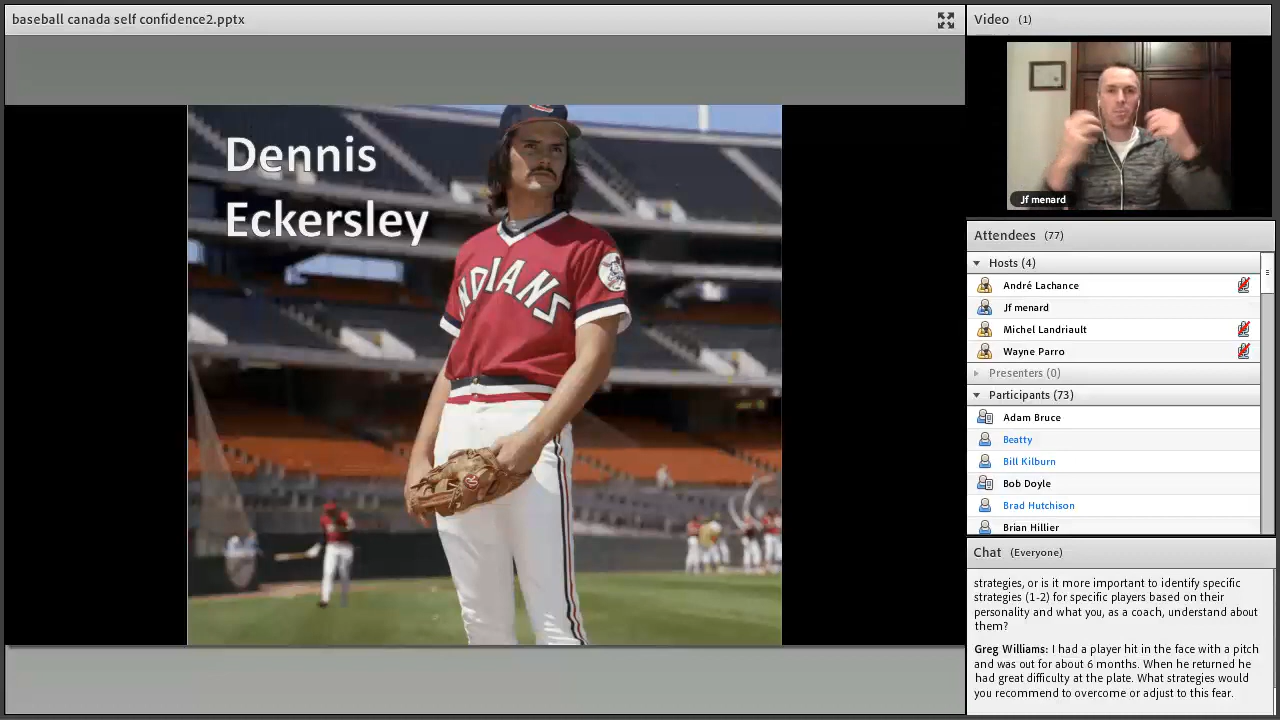 baseball canada self confidence2.pptx
Dennis
Eckersley
INDIANS
Video (1)
Jf menard
Attendees (77)
Hosts (4)
André Lachance
Jf menard
Michel Landriault
Wayne Parro
Presenters (0)
Participants (73)
Adam Bruce
Beatty
Bill Kilburn
Bob Doyle
Brad Hutchison
Brian Hillier
Chat (Everyone)
strategies, or is it more important to identify specific
strategies (1-2) for specific players based on their
personality and what you, as a coach, understand about
them?
Greg Williams: I had a player hit in the face with a pitch
and was out for about 6 months. When he returned he
had great difficulty at the plate. What strategies would
you recommend to overcome or adjust to this fear.